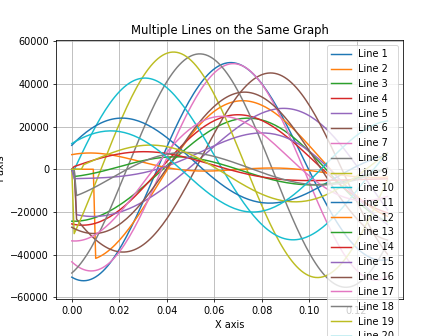 Multiple Lines on the Same Graph
60000
40000
20000
0
−20000
−40000
−60000
0.00 0.02 0.04 0.06 0.08 0.10
X axis
axis
Line 1
Line 2
Line 3
Line 4
Line 5
Line 6
Line 7
Line 8
Line 9
Line 10
Line 11
Line 12
Line 13
Line 14
Line 15
Line 16
Line 17
Line 18
Line 19
Line 20